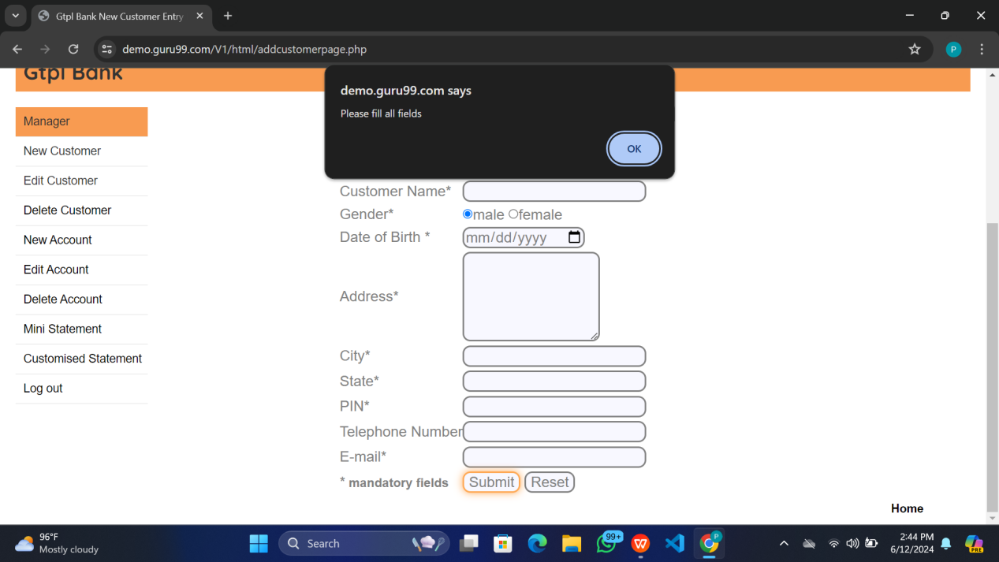 Gtpl Bank New Customer Entry
demo.guru99.com/V1/html/addcustomerpage.php
P
Gtpl Bank
demo.guru99.com says
Please fill all fields
OK
Manager
New Customer
Edit Customer
Delete Customer
New Account
Edit Account
Delete Account
Mini Statement
Customised Statement
Log out
Customer Name*
Gender* male female
Date of Birth * mm/dd/yyyy
Address*
City*
State*
PIN*
Telephone Number
E-mail*
* mandatory fields Submit Reset
Home
96°F
Mostly cloudy
Search
99+
W
P
2:44 PM
6/12/2024
PRE